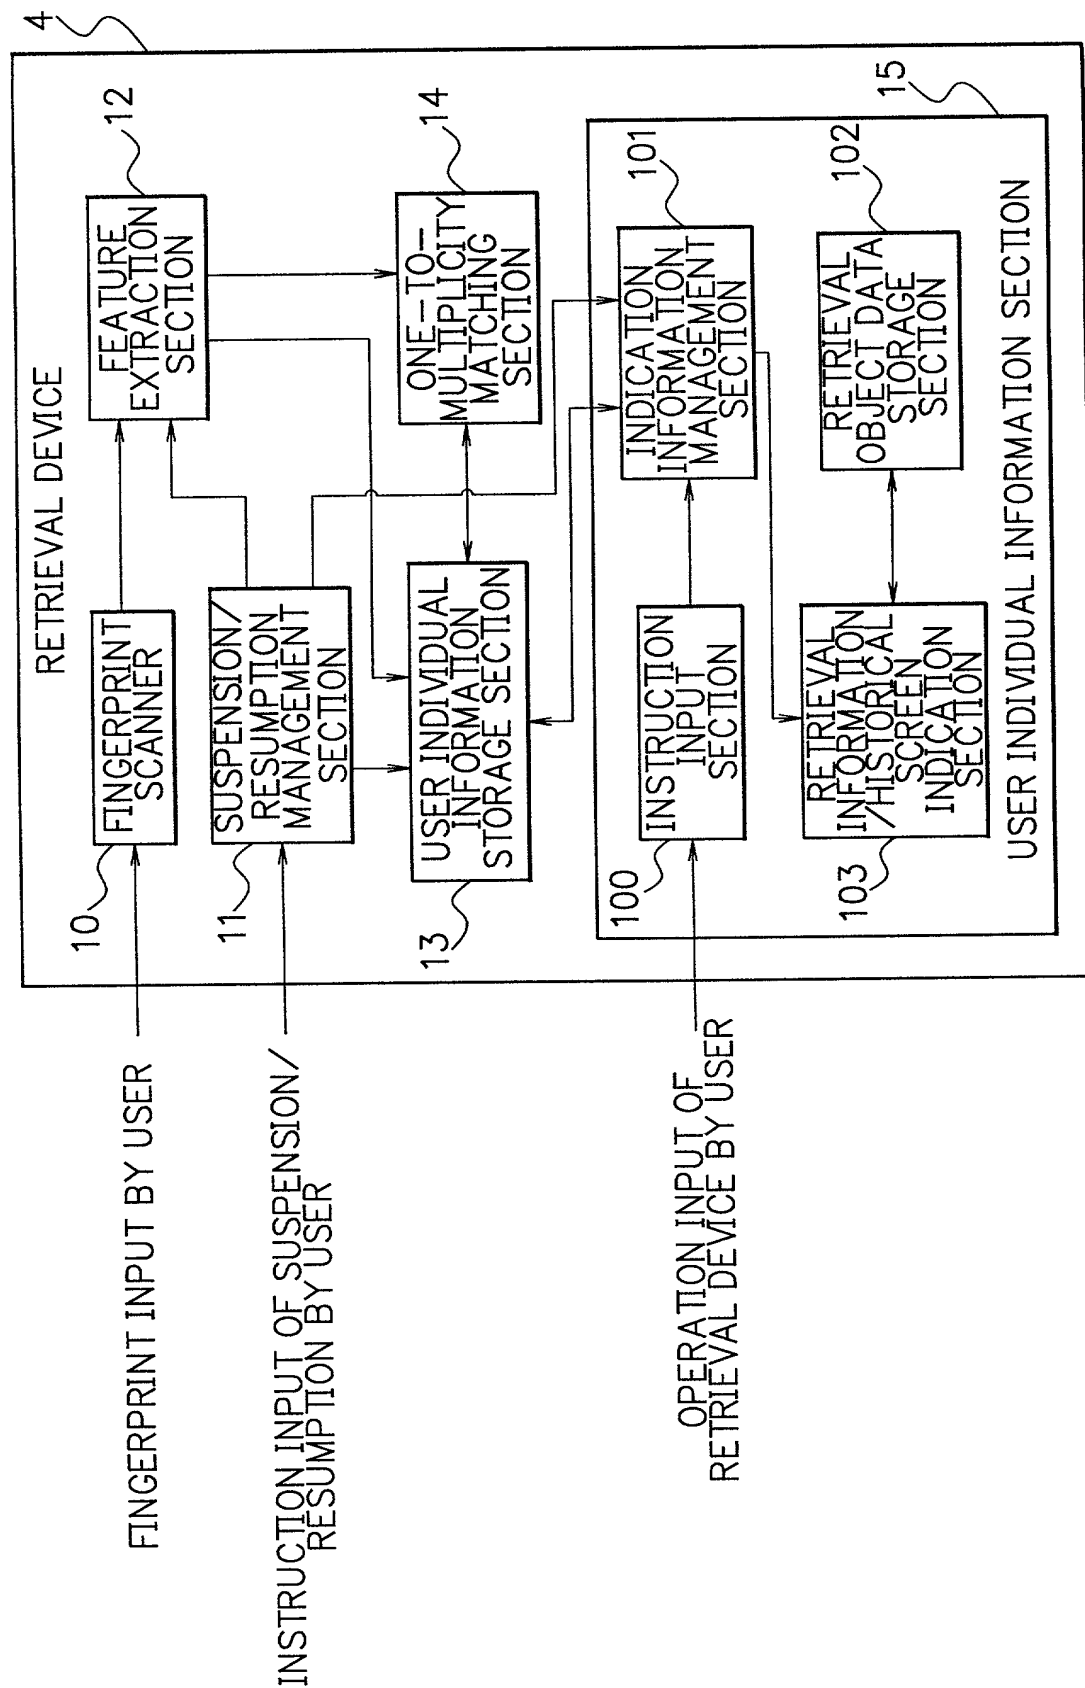 4
RETRIEVAL DEVICE
FINGERPRINT INPUT BY USER
10
FINGERPRINT
SCANNER
12
FEATURE
EXTRACTION
SECTION
INSTRUCTION INPUT OF SUSPENSION/
RESUMPTION BY USER
11
SUSPENSION/
RESUMPTION
MANAGEMENT
SECTION
13
USER INDIVIDUAL
INFORMATION
STORAGE SECTION
14
ONE-TO-
MULTIPLICITY
MATCHING
SECTION
OPERATION INPUT OF
RETRIEVAL DEVICE BY USER
100
INSTRUCTION
INPUT
SECTION
101
INDICATION
INFORMATION
MANAGEMENT
SECTION
103
RETRIEVAL
INFORMATION
/HISTORICAL
SCREEN
INDICATION
SECTION
102
RETRIEVAL
OBJECT DATA
STORAGE
SECTION
15
USER INDIVIDUAL INFORMATION SECTION